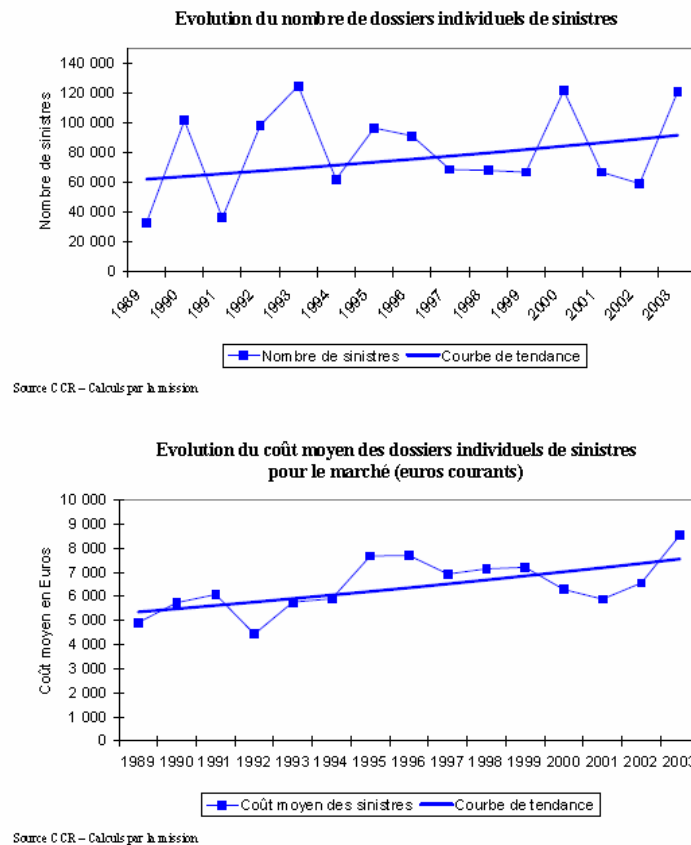 Evolution du nombre de dossiers individuels de sinistres
140 000
120 000
100 000
80 000
60 000
40 000
20 000
0
Nombre de sinistres
1989 1990 1991 1992 1993 1994 1995 1996 1997 1998 1999 2000 2001 2002 2003
Nombre de sinistres Courbe de tendance
Source CCR – Calculs par la mission
Evolution du coût moyen des dossiers individuels de sinistres
pour le marché (euros courants)
10 000
9 000
8 000
7 000
6 000
5 000
4 000
3 000
2 000
1 000
0
Coût moyen en Euros
1989 1990 1991 1992 1993 1994 1995 1996 1997 1998 1999 2000 2001 2002 2003
Coût moyen des sinistres Courbe de tendance
Source CCR – Calculs par la mission